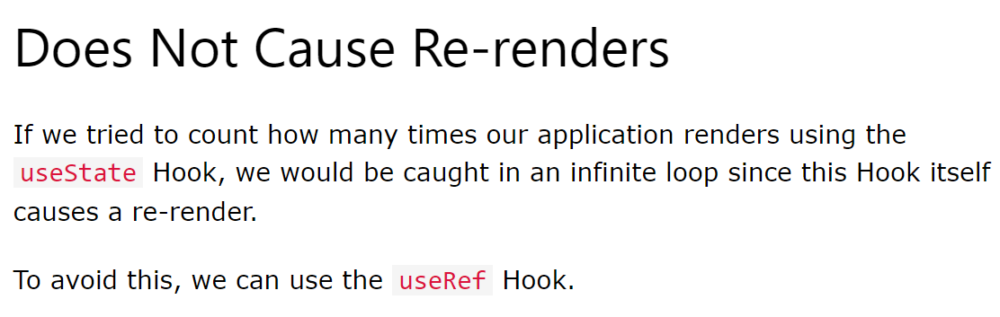 Does Not Cause Re-renders
If we tried to count how many times our application renders using the
useState Hook, we would be caught in an infinite loop since this Hook itself
causes a re-render.
To avoid this, we can use the useRef Hook.